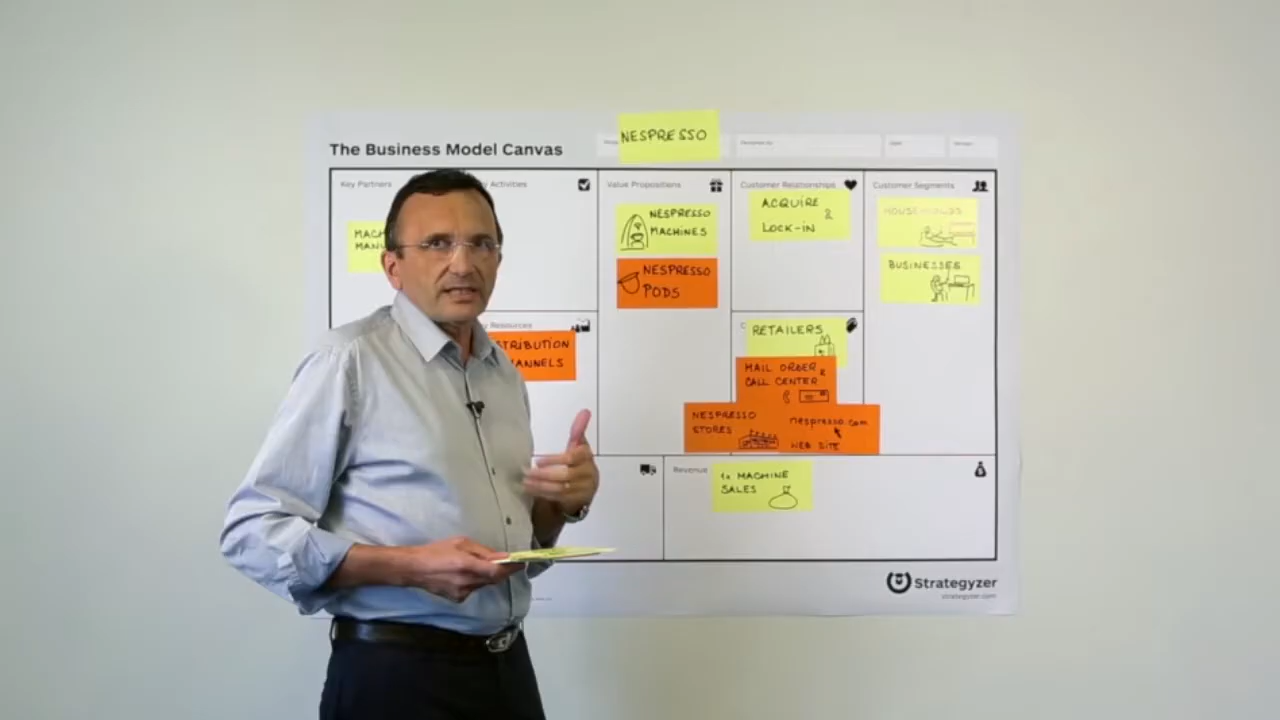 NESPRESSO
The Business Model Canvas
Key Partners
Activities
Value Propositions
Customer Relationships
Customer Segments
NESPRESSO
MACHINES
NESPRESSO
PODS
ACQUIRE
&
LOCK-IN
HOUSEHOLDS
BUSINESSES
Resources
STRIBUTION
ANNELS
RETAILERS
MAIL ORDER &
CALL CENTER
NESPRESSO
STORES
nespresso.com
WEB SITE
Revenue
1x MACHINE
SALES
Strategyzer
strategyzer.com